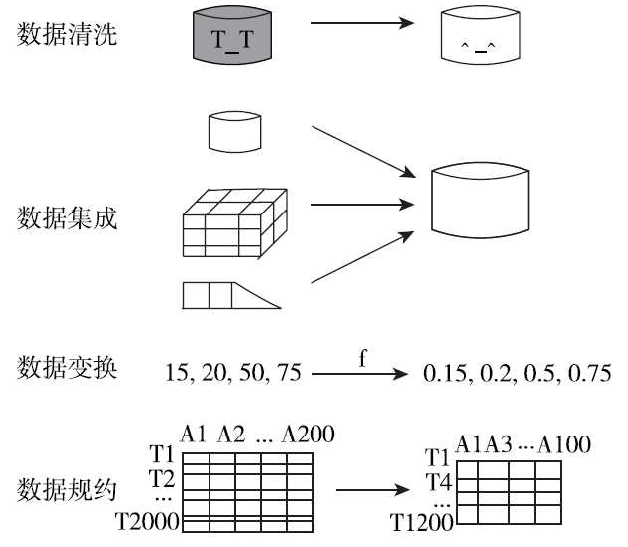 数据清洗
T_T
^_^
数据集成
数据变换
15, 20, 50, 75
f
0.15, 0.2, 0.5, 0.75
数据规约
A1 A2 ... A200
T1
T2
...
T2000
A1A3 ...A100
T1
T4
...
T1200